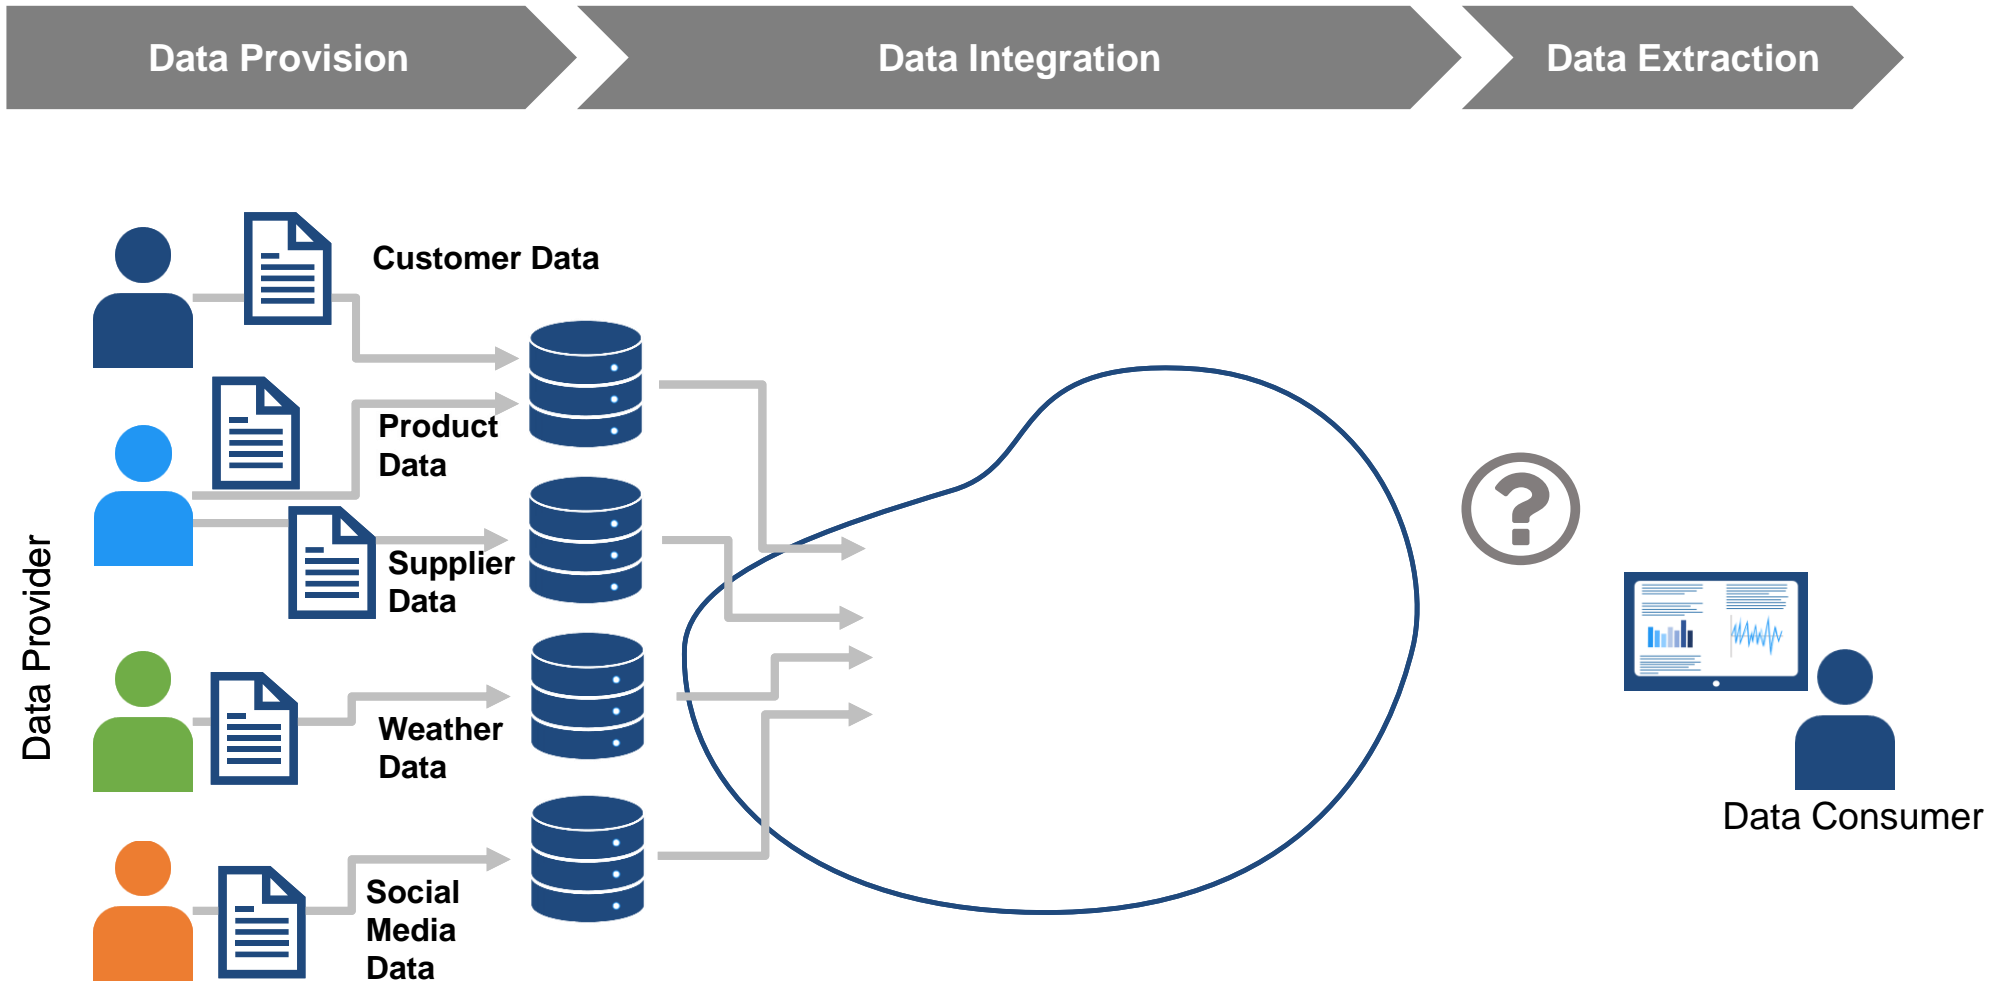 Data Provision
Data Integration
Data Extraction
Customer Data
Product
Data
Supplier
Data
Data Provider
Weather
Data
Social
Media
Data
?
Data Consumer